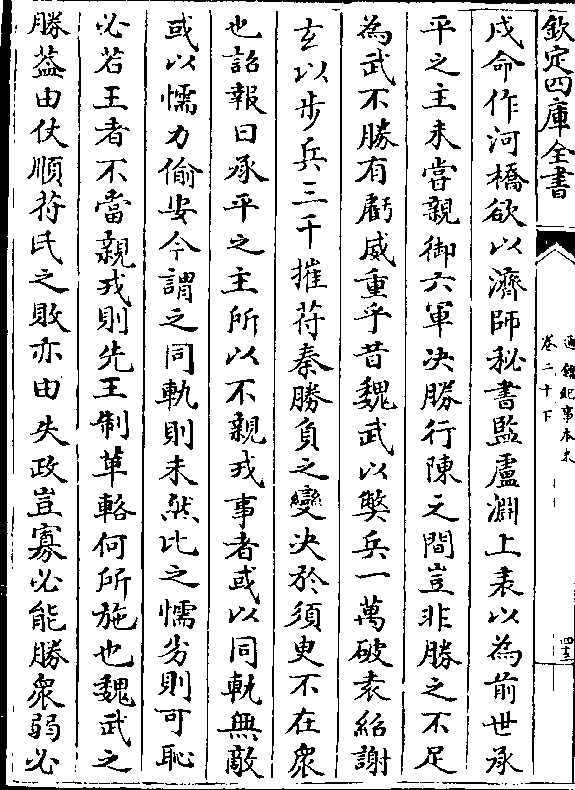 欽定四庫全書
通鑑紀事本末
卷二十下
四十三
戍命作河橋欲以濟師秘書監盧淵上表以為前世承
平之主未嘗親御六軍决勝行陳之間豈非勝之不足
為武不勝有虧威重乎昔魏武以弊兵一萬破袁紹謝
玄以步兵三千摧苻秦勝負之變决於須臾不在衆
也詔報曰承平之主所以不親戎事者或以同軌無敵
或以懦力偷安今謂之同軌則未然比之懦劣則可恥
必若王者不當親戎則先王制革輅何所施也魏武之
勝葢由仗順苻氏之敗亦由失政豈寡必能勝衆弱必